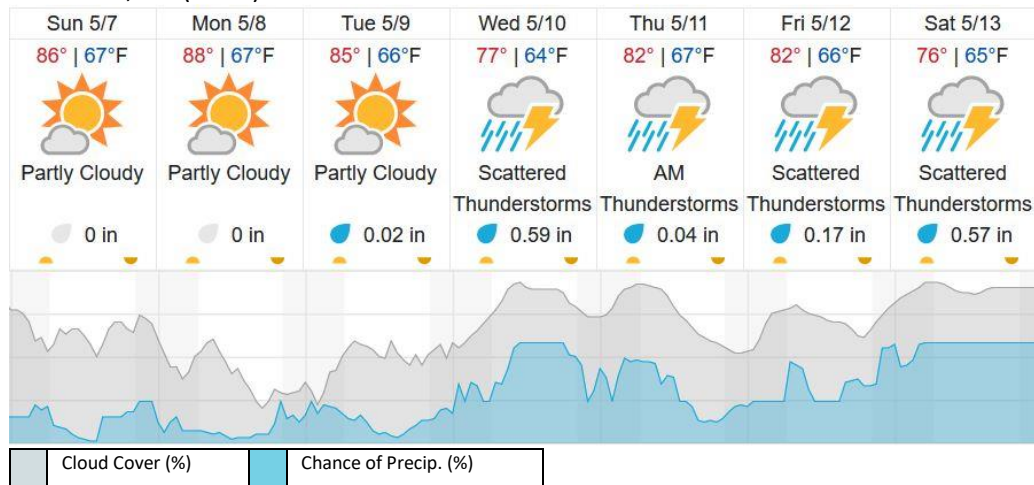 Sun 5/7 Mon 5/8 Tue 5/9 Wed 5/10 Thu 5/11 Fri 5/12 Sat 5/13
86° | 67°F 88° | 67°F 85° | 66°F 77° | 64°F 82° | 67°F 82° | 66°F 76° | 65°F
Partly Cloudy Partly Cloudy Partly Cloudy Scattered AM Scattered Scattered
Thunderstorms Thunderstorms Thunderstorms Thunderstorms
0 in 0 in 0.02 in 0.59 in 0.04 in 0.17 in 0.57 in
Cloud Cover (%) Chance of Precip. (%)